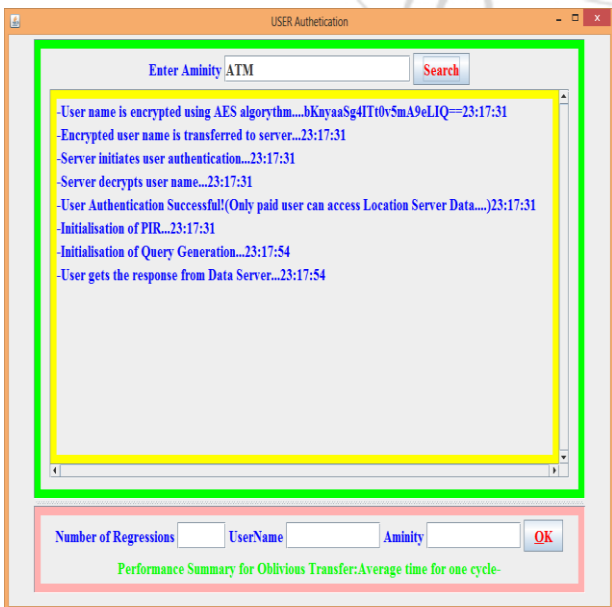 USER Authetication
Enter Aminity ATM Search
-User name is encrypted using AES algorythm....bKnyaaSg4ITt0v5mA9eLIQ==23:17:31
-Encrypted user name is transferred to server...23:17:31
-Server initiates user authentication...23:17:31
-Server decrypts user name...23:17:31
-User Authentication Successful!(Only paid user can access Location Server Data....)23:17:31
-Initialisation of PIR...23:17:31
-Initialisation of Query Generation...23:17:54
-User gets the response from Data Server...23:17:54
Number of Regressions UserName Aminity OK
Performance Summary for Oblivious Transfer:Average time for one cycle-